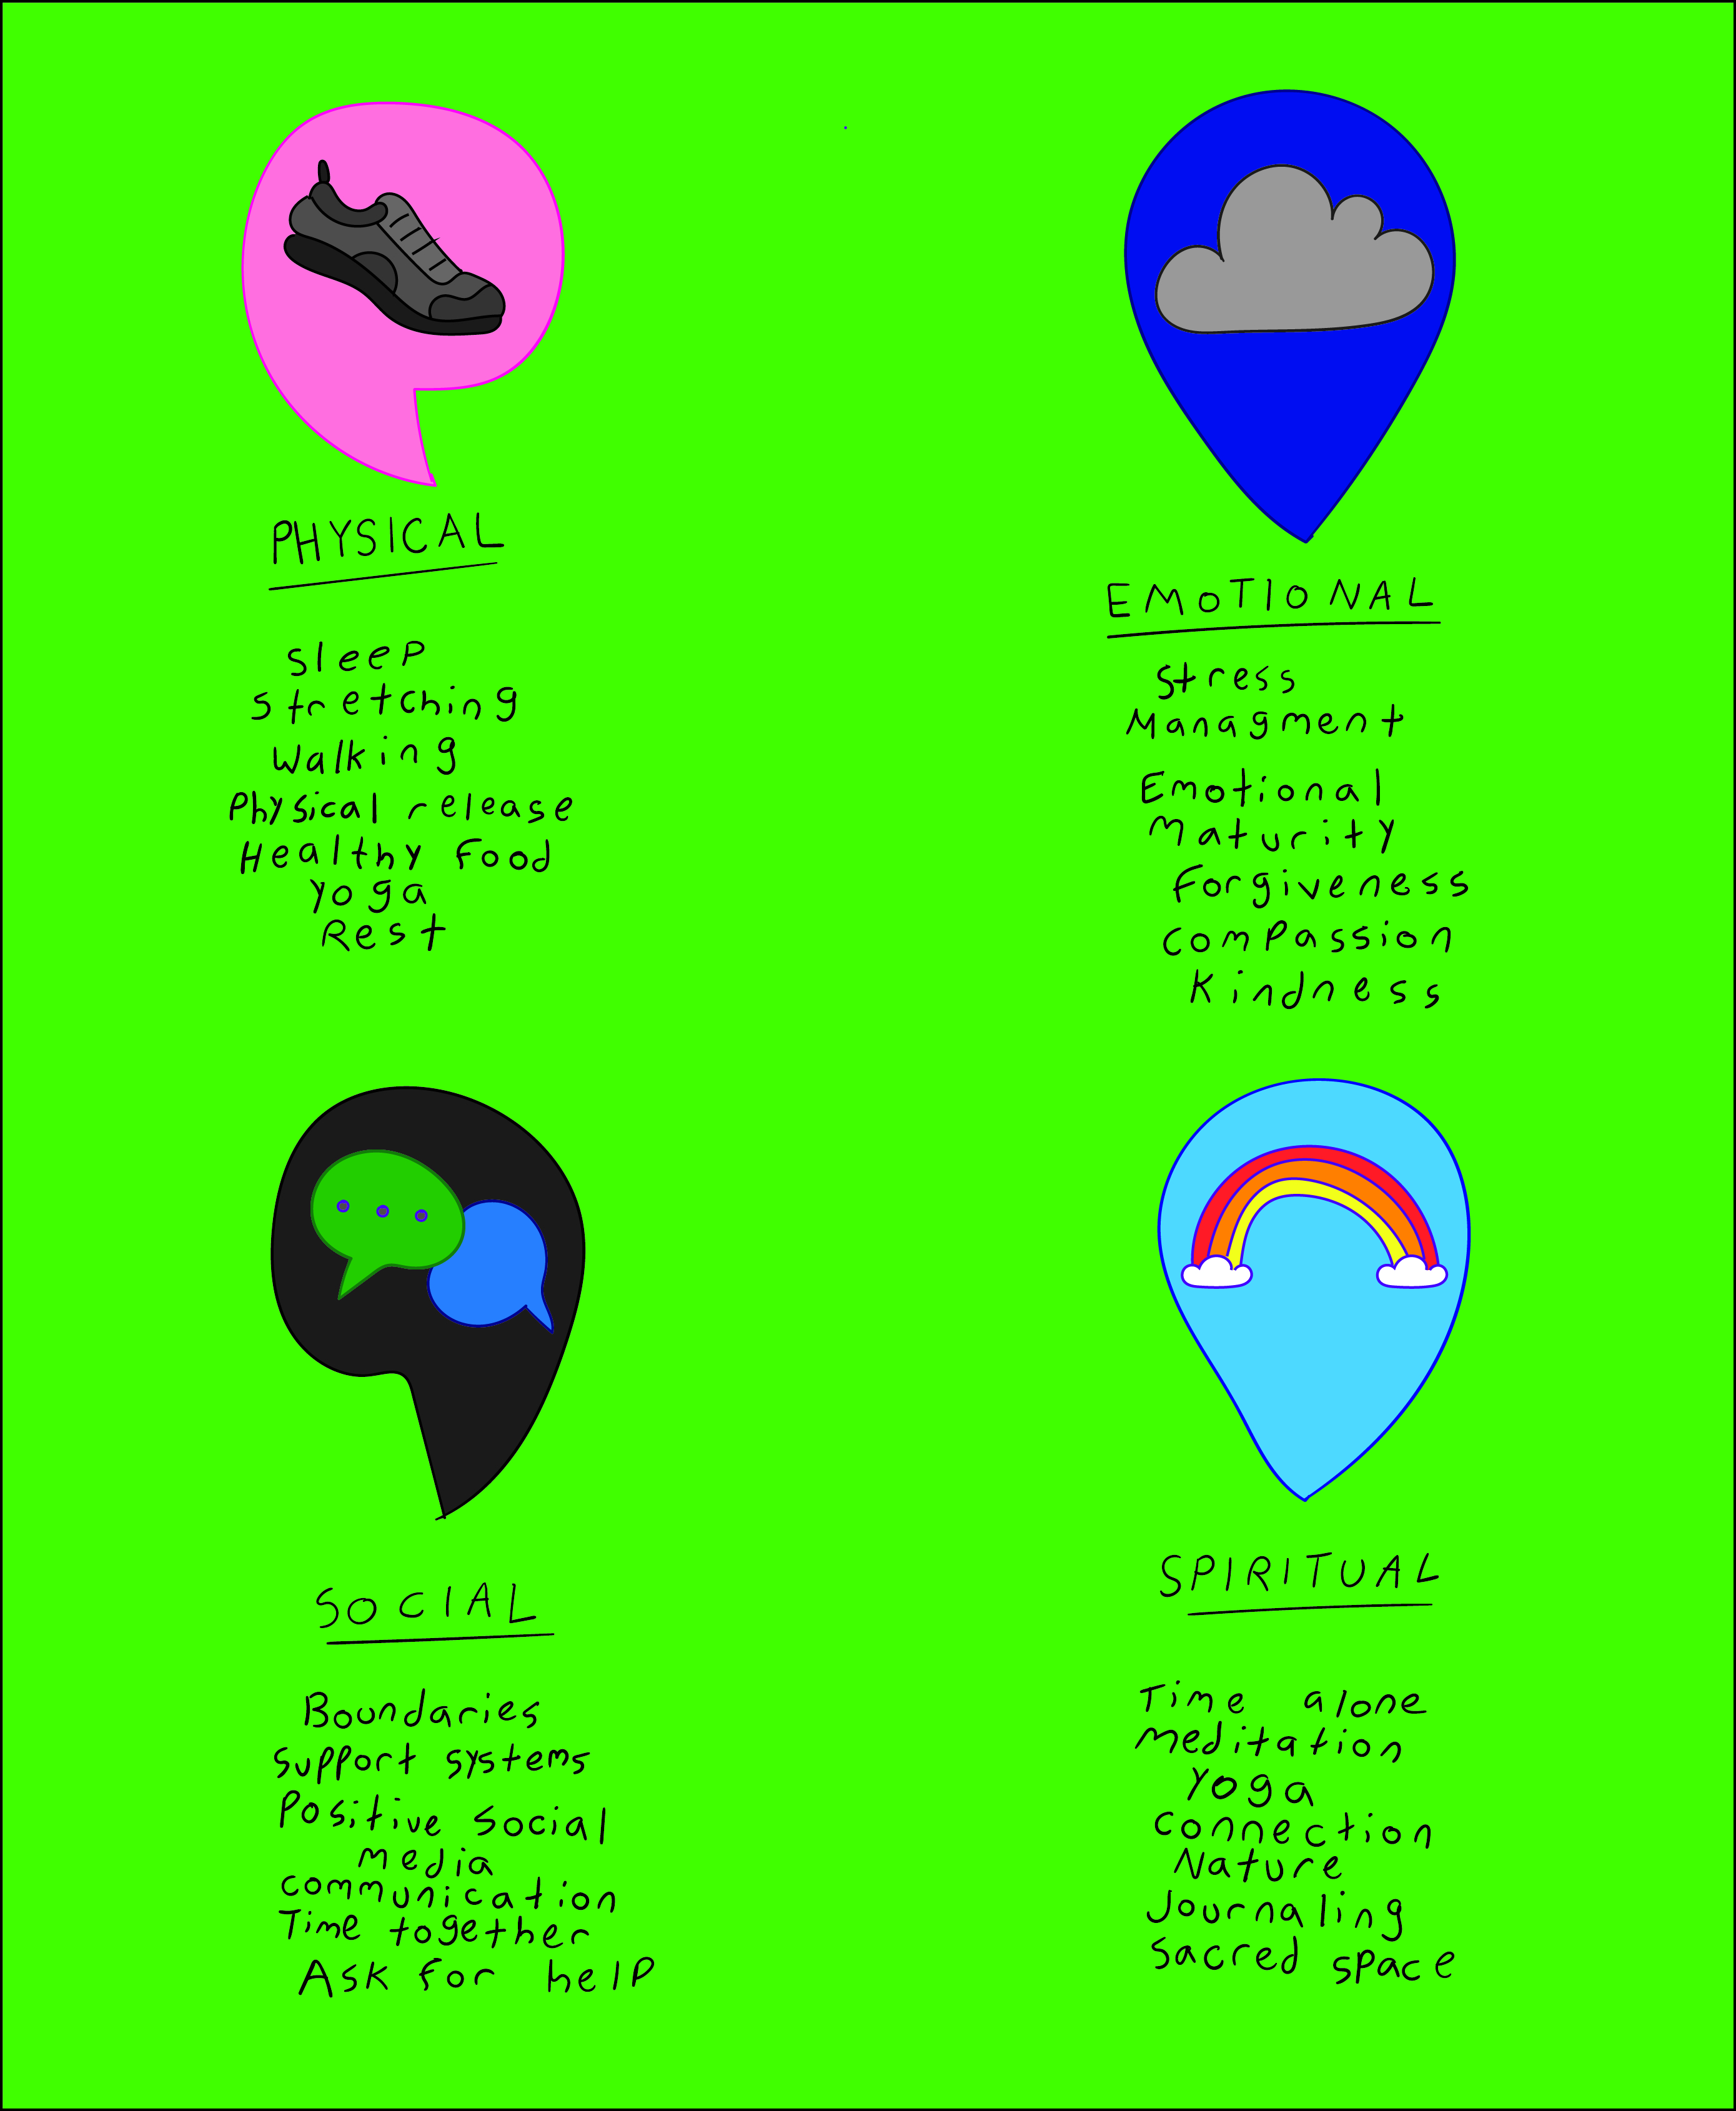 PHYSICAL
Sleep
Stretching
Walking
Physical release
Healthy food
Yoga
Rest
EMOTIONAL
Stress
Managment
Emotional
Maturity
forgiveness
Compassion
Kindness
SOCIAL
Boundaries
Support systems
Positive social
media
communication
Time together
Ask for help
SPIRITUAL
Time alone
Meditation
Yoga
Connection
Nature
Journaling
Sacred space